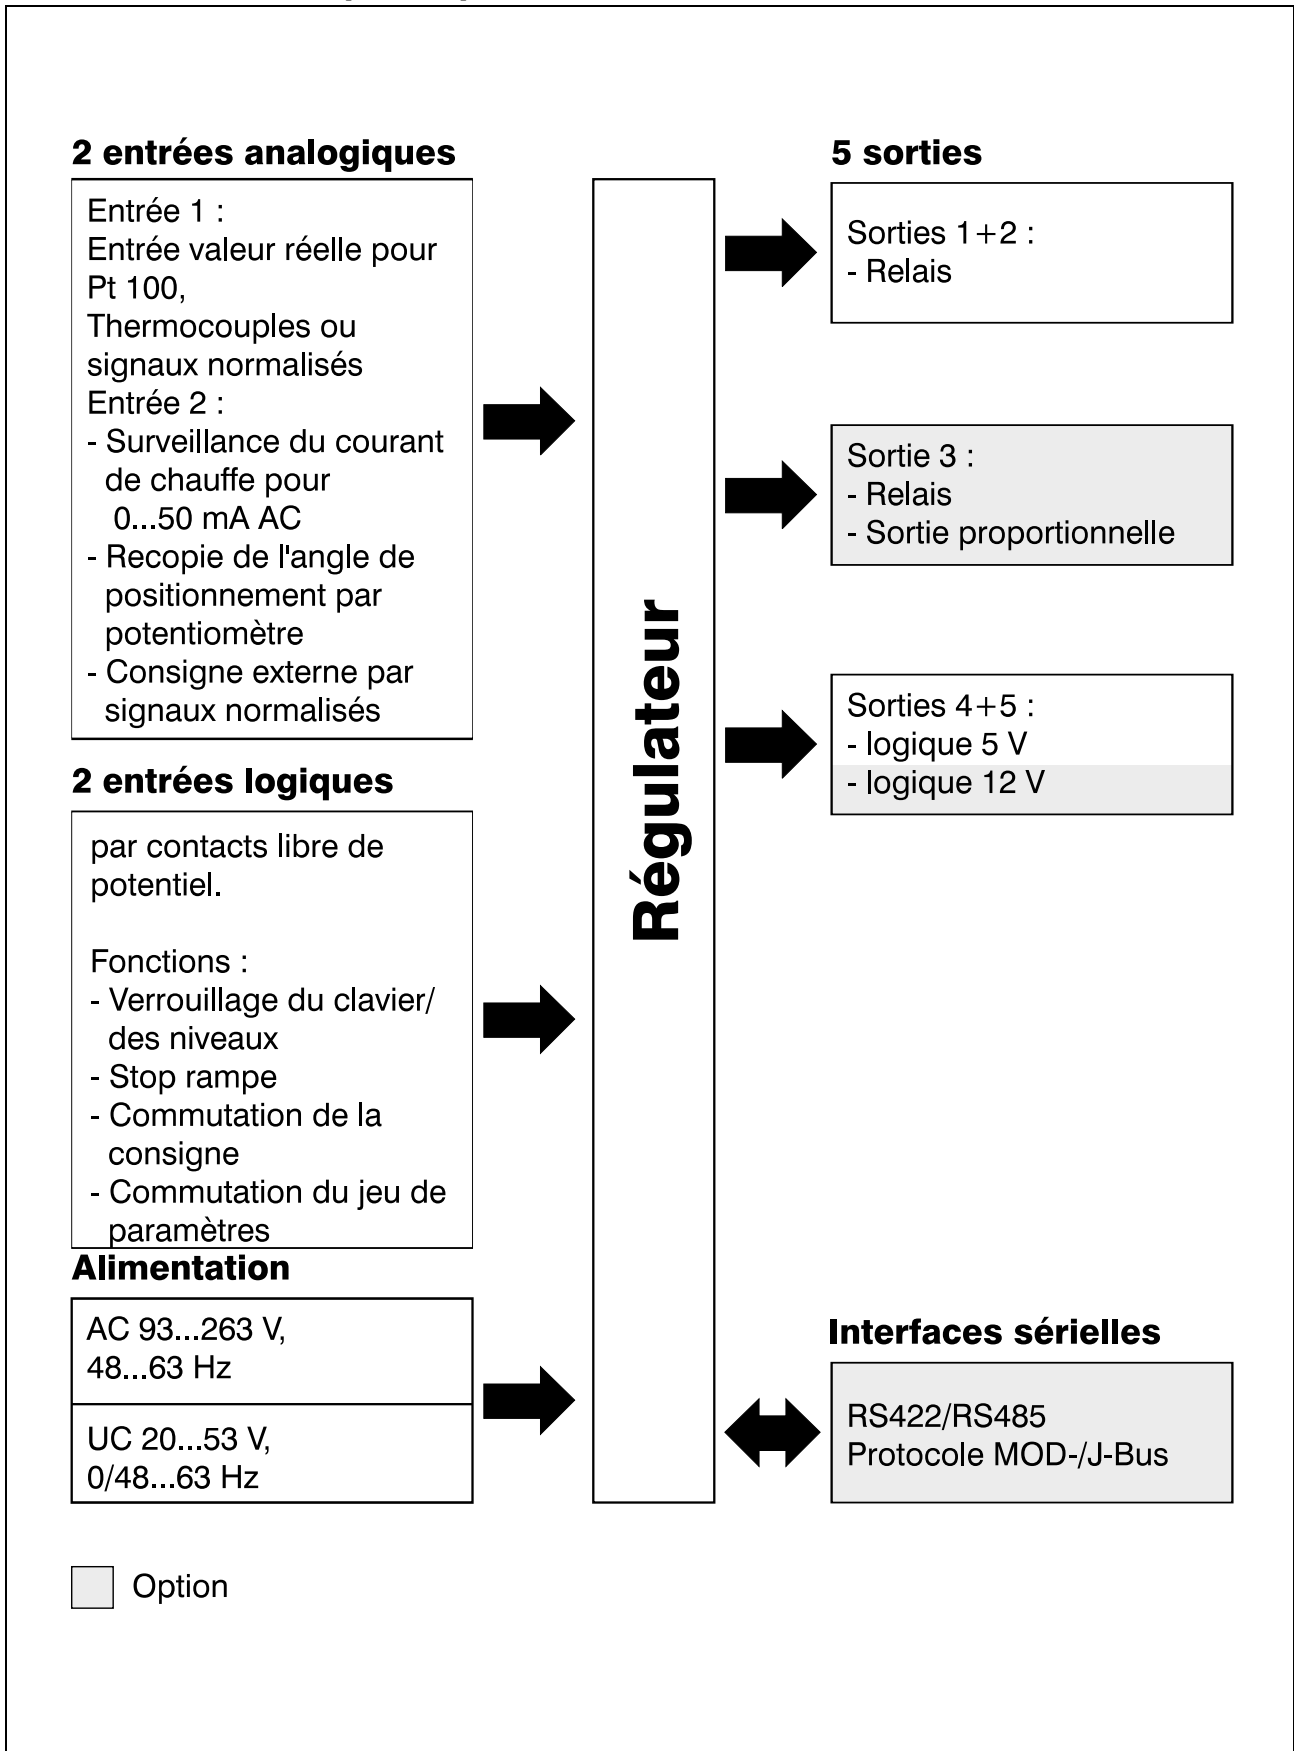 2 entrées analogiques
Entrée 1 :
Entrée valeur réelle pour
Pt 100,
Thermocouples ou
signaux normalisés
Entrée 2 :
- Surveillance du courant
de chauffe pour
0...50 mA AC
- Recopie de l'angle de
positionnement par
potentiomètre
- Consigne externe par
signaux normalisés
2 entrées logiques
par contacts libre de
potentiel.
Fonctions :
- Verrouillage du clavier/
des niveaux
- Stop rampe
- Commutation de la
consigne
- Commutation du jeu de
paramètres
Alimentation
AC 93...263 V,
48...63 Hz
UC 20...53 V,
0/48...63 Hz
Régulateur
5 sorties
Sorties 1+2 :
- Relais
Sortie 3 :
- Relais
- Sortie proportionnelle
Sorties 4+5 :
- logique 5 V
- logique 12 V
Interfaces sérielles
RS422/RS485
Protocole MOD-/J-Bus
Option